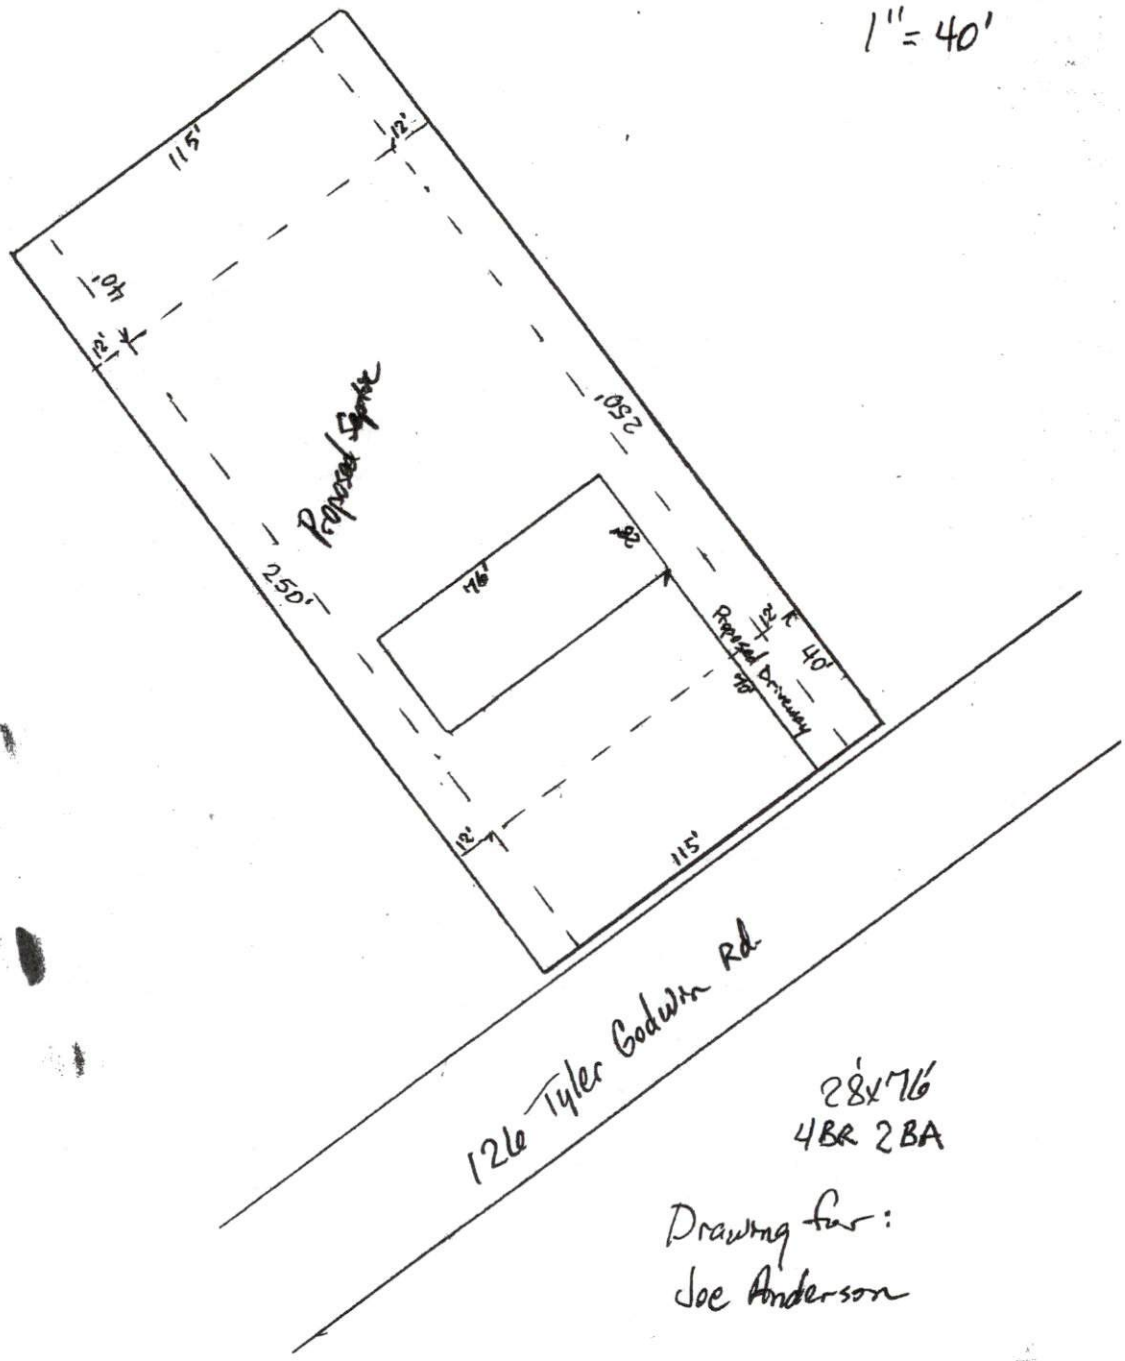 1" = 40'
115'
12'
40'
12'
Proposed Septic
250'
250'
76'
28'
12'
40'
Proposed Driveway
12'
115'
126 Tyler Godwin Rd.
28'x76'
4BR 2BA
Drawing for:
Joe Anderson